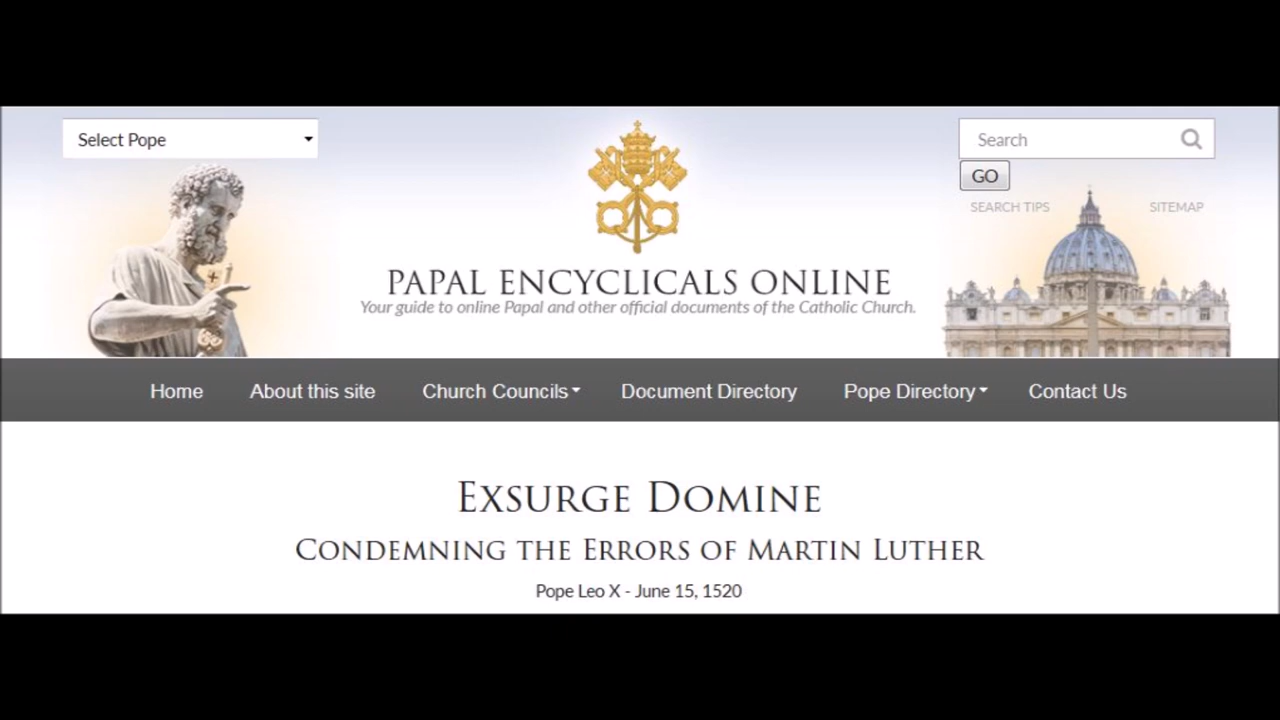 Select Pope
Search
GO
SEARCH TIPS
SITEMAP
PAPAL ENCYCLICALS ONLINE
Your guide to online Papal and other official documents of the Catholic Church.
Home About this site Church Councils Document Directory Pope Directory Contact Us
EXSURGE DOMINE
CONDEMNING THE ERRORS OF MARTIN LUTHER
Pope Leo X - June 15, 1520